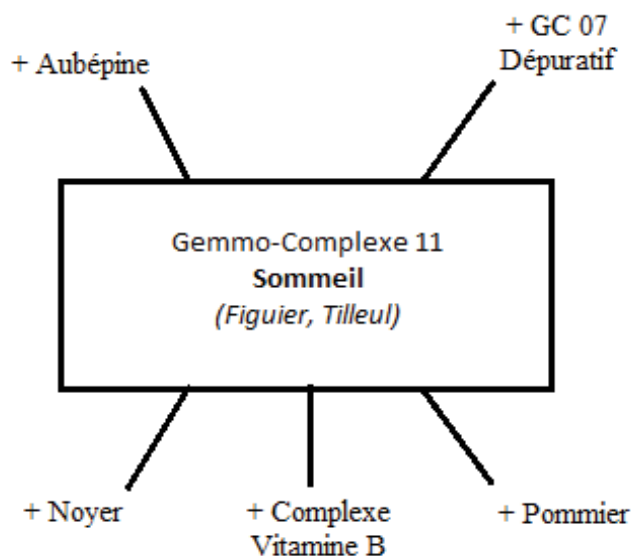 + GC 07
Dépuratif
+ Aubépine
Gemmo-Complexe 11
Sommeil
(Figuier, Tilleul)
+ Noyer
+ Complexe
Vitamine B
+ Pommier